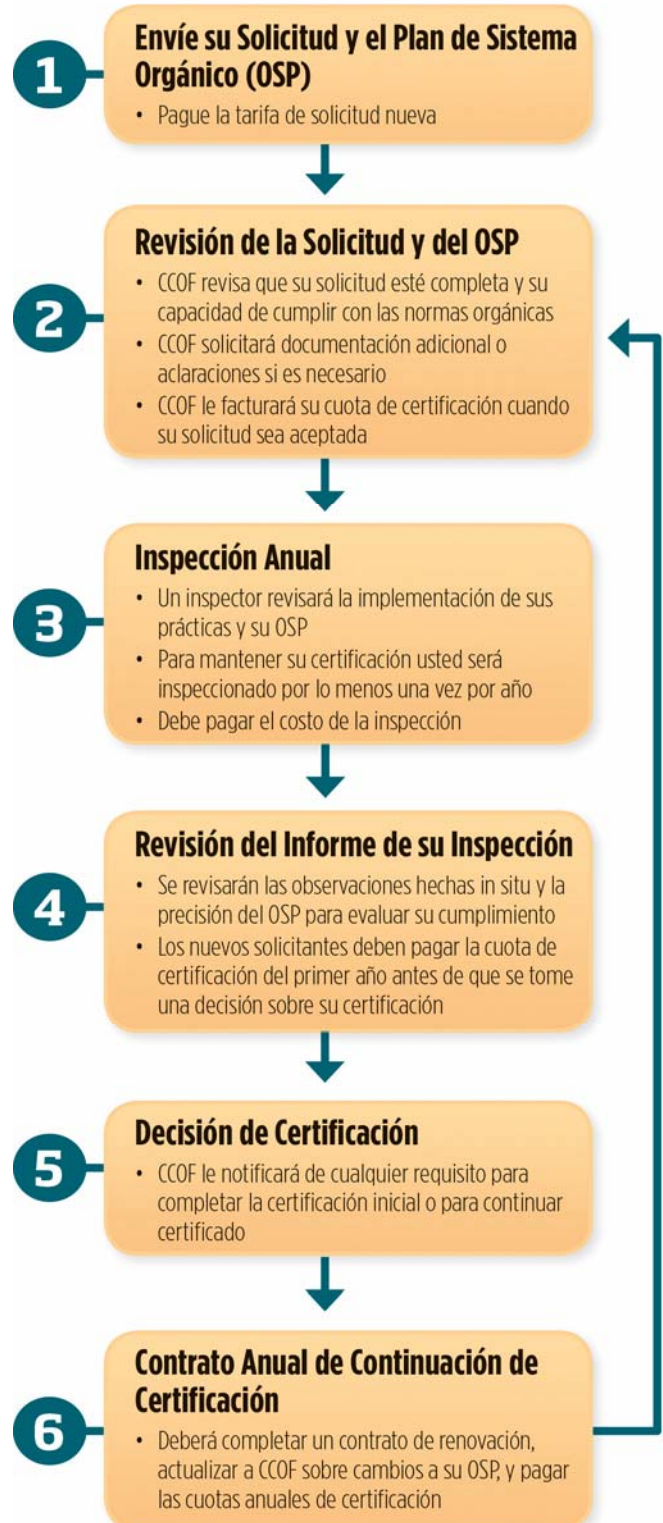 1
Envíe su Solicitud y el Plan de Sistema
Orgánico (OSP)
• Pague la tarifa de solicitud nueva
2
Revisión de la Solicitud y del OSP
• CCOF revisa que su solicitud esté completa y su
capacidad de cumplir con las normas orgánicas
• CCOF solicitará documentación adicional o
aclaraciones si es necesario
• CCOF le facturará su cuota de certificación cuando
su solicitud sea aceptada
3
Inspección Anual
• Un inspector revisará la implementación de sus
prácticas y su OSP
• Para mantener su certificación usted será
inspeccionado por lo menos una vez por año
• Debe pagar el costo de la inspección
4
Revisión del Informe de su Inspección
• Se revisarán las observaciones hechas in situ y la
precisión del OSP para evaluar su cumplimiento
• Los nuevos solicitantes deben pagar la cuota de
certificación del primer año antes de que se tome
una decisión sobre su certificación
5
Decisión de Certificación
• CCOF le notificará de cualquier requisito para
completar la certificación inicial o para continuar
certificado
6
Contrato Anual de Continuación de
Certificación
• Deberá completar un contrato de renovación,
actualizar a CCOF sobre cambios a su OSP, y pagar
las cuotas anuales de certificación